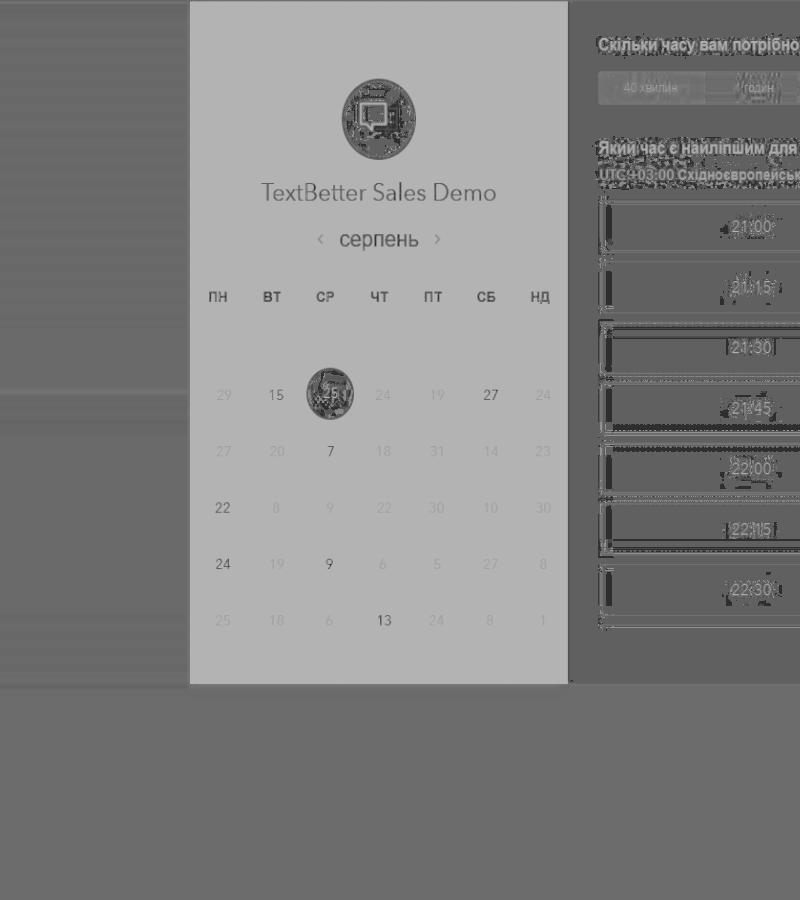 TextBetter Sales Demo
‹ серпень ›
ПН ВТ СР ЧТ ПТ СБ НД
29 15 25 24 19 27 24
27 20 7 18 31 14 23
22 8 9 22 30 10 30
24 19 9 6 5 27 8
25 18 6 13 24 8 1
Скільки часу вам потрібно
40 хвилин 4 годин
Який час є найліпшим для
UTC +03:00 Східноєвропейськ
21:00
21:15
21:30
21:45
22:00
22:15
22:30